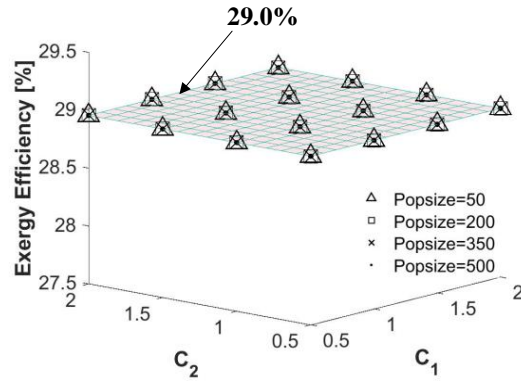 29.0%
29.5
29
28.5
28
27.5
Exergy Efficiency [%]
Popsize=50
Popsize=200
Popsize=350
Popsize=500
2
1.5
1
0.5
C2
0.5
1
1.5
2
C1